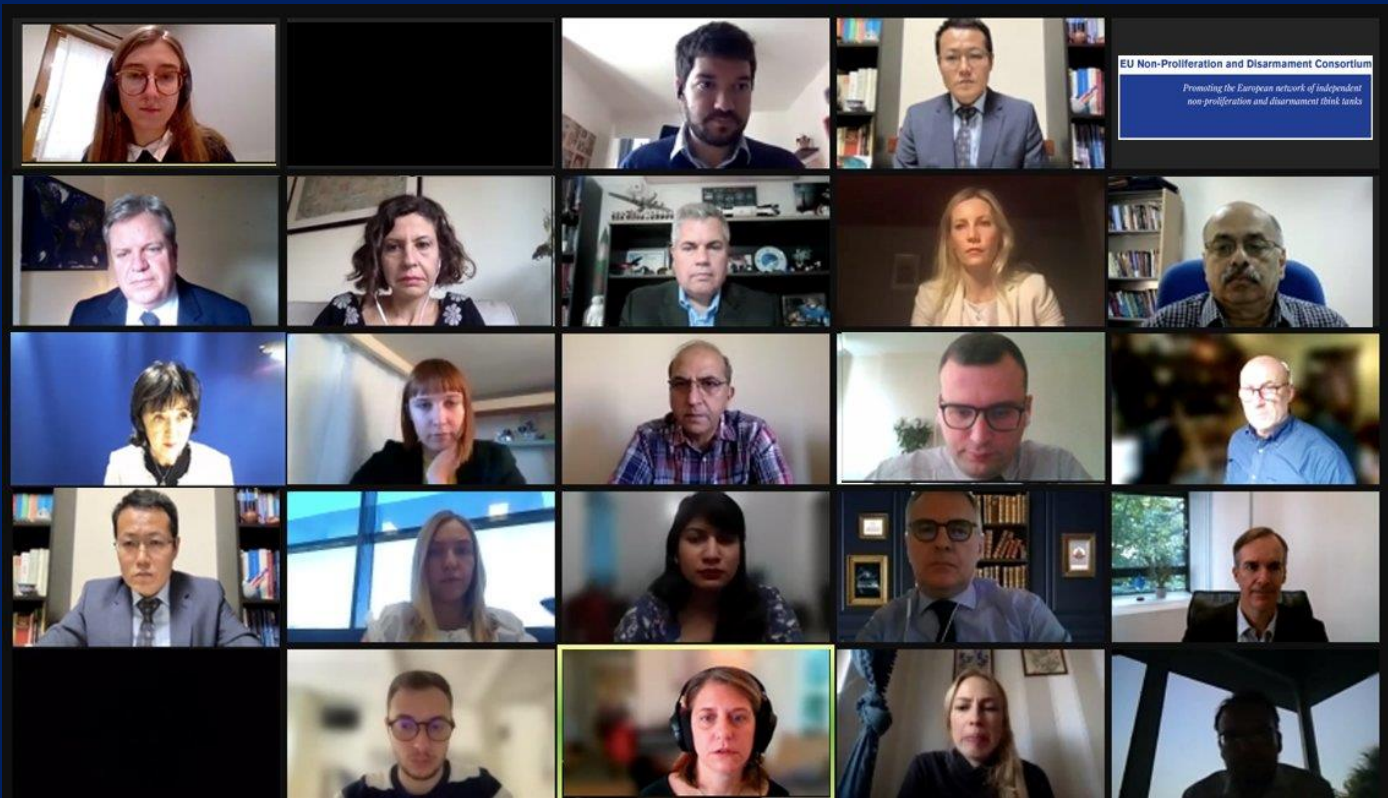 EU Non-Proliferation and Disarmament Consortium
Promoting the European network of independent
non-proliferation and disarmament think tanks